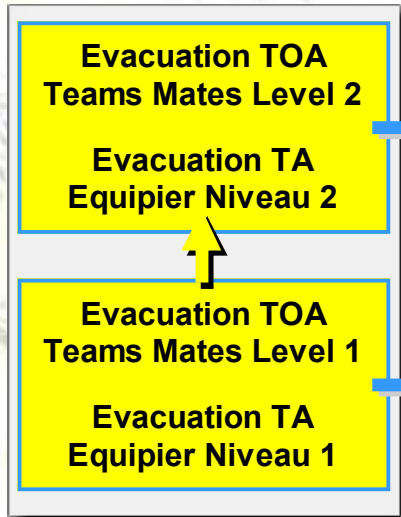 Evacuation TOA
Teams Mates Level 2
Evacuation TA
Equipier Niveau 2
Evacuation TOA
Teams Mates Level 1
Evacuation TA
Equipier Niveau 1